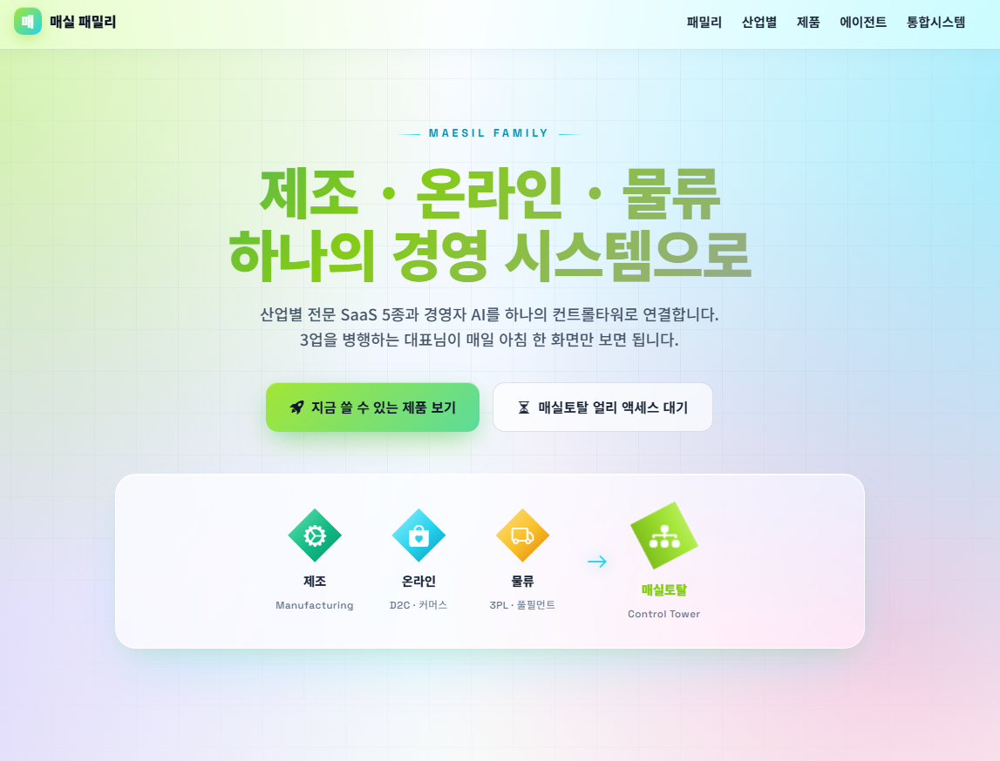 매 매실 패밀리
패밀리 산업별 제품 에이전트 통합시스템
MAESIL FAMILY
제조 · 온라인 · 물류
하나의 경영 시스템으로
산업별 전문 SaaS 5종과 경영자 AI를 하나의 컨트롤타워로 연결합니다.
3업을 병행하는 대표님이 매일 아침 한 화면만 보면 됩니다.
지금 쓸 수 있는 제품 보기
매실토탈 얼리 액세스 대기
제조
Manufacturing
온라인
D2C · 커머스
물류
3PL · 풀필먼트
매실토탈
Control Tower